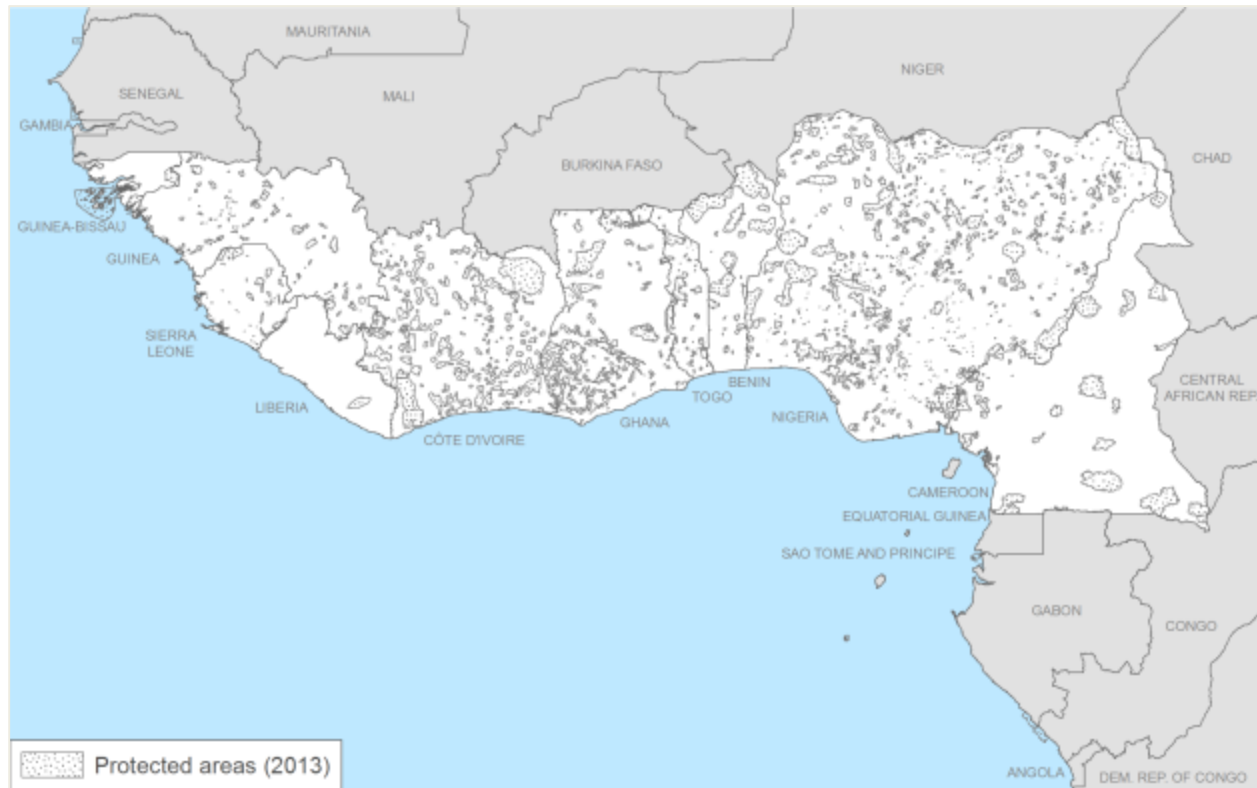 MAURITANIA
NIGER
SENEGAL
MALI
GAMBIA
CHAD
BURKINA FASO
GUINEA-BISSAU
GUINEA
SIERRA
LEONE
CENTRAL
AFRICAN REP.
BENIN
TOGO
LIBERIA
NIGERIA
GHANA
CÔTE D'IVOIRE
CAMEROON
EQUATORIAL GUINEA
SAO TOME AND PRINCIPE
GABON
CONGO
Protected areas (2013)
ANGOLA
DEM. REP. OF CONGO